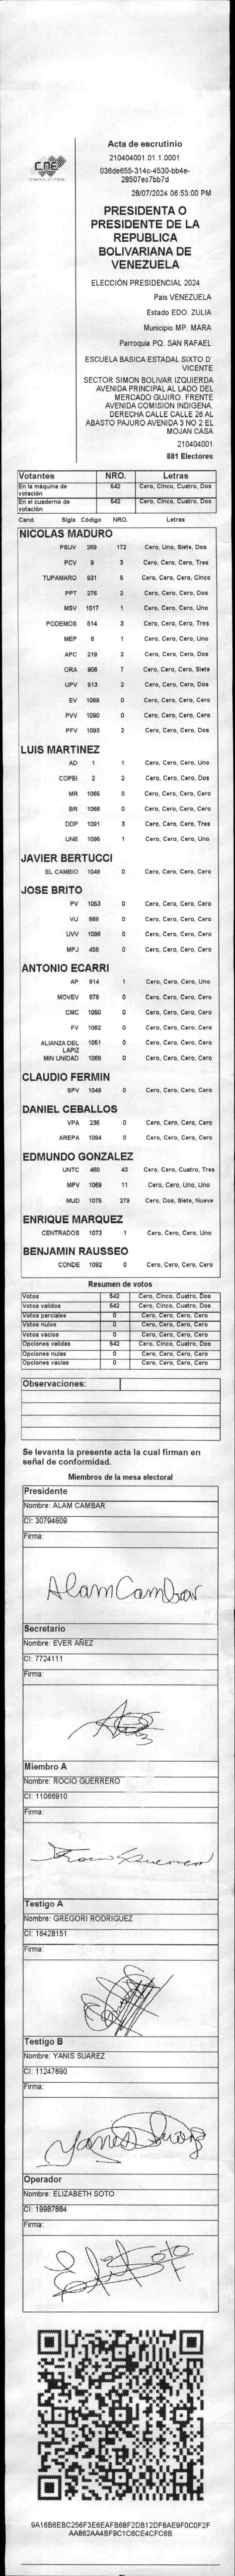 CNE
Acta de escrutinio
210404001.01.1.0001
036de655-314c-4530-bb4e-
28507ec7bb7d
28/07/2024 06:53:00 PM
PRESIDENTA O
PRESIDENTE DE LA
REPUBLICA
BOLIVARIANA DE
VENEZUELA
ELECCIÓN PRESIDENCIAL 2024
Pais VENEZUELA
Estado EDO. ZULIA
Municipio MP. MARA
Parroquia PQ. SAN RAFAEL
ESCUELA BASICA ESTADAL SIXTO D'
VICENTE
SECTOR SIMON BOLIVAR IZQUIERDA
AVENIDA PRINCIPAL AL LADO DEL
MERCADO GUJIRO. FRENTE
AVENIDA COMISION INDIGENA.
DERECHA CALLE CALLE 26 AL
ABASTO PAJURO AVENIDA 3 NO 2 EL
MOJAN CASA
210404001
881 Electores
Votantes NRO. Letras
En la máquina de votación 542 Cero, Cinco, Cuatro, Dos
En el cuaderno de votación 542 Cero, Cinco, Cuatro, Dos
Cand. Sigla Código NRO. Letras
NICOLAS MADURO
PSUV 269 172 Cero, Uno, Siete, Dos
PCV 9 3 Cero, Cero, Cero, Tres
TUPAMARO 931 5 Cero, Cero, Cero, Cinco
PPT 276 2 Cero, Cero, Cero, Dos
MSV 1017 1 Cero, Cero, Cero, Uno
PODEMOS 514 3 Cero, Cero, Cero, Tres
MEP 6 1 Cero, Cero, Cero, Uno
APC 219 2 Cero, Cero, Cero, Dos
ORA 906 7 Cero, Cero, Cero, Siete
UPV 513 2 Cero, Cero, Cero, Dos
EV 1089 0 Cero, Cero, Cero, Cero
PVV 1090 0 Cero, Cero, Cero, Cero
PFV 1093 2 Cero, Cero, Cero, Dos
LUIS MARTINEZ
AD 1 1 Cero, Cero, Cero, Uno
COPEI 2 2 Cero, Cero, Cero, Dos
MR 1065 0 Cero, Cero, Cero, Cero
BR 1066 0 Cero, Cero, Cero, Cero
DDP 1091 3 Cero, Cero, Cero, Tres
UNE 1095 1 Cero, Cero, Cero, Uno
JAVIER BERTUCCI
EL CAMBIO 1048 0 Cero, Cero, Cero, Cero
JOSE BRITO
PV 1053 0 Cero, Cero, Cero, Cero
VU 868 0 Cero, Cero, Cero, Cero
UVV 1096 0 Cero, Cero, Cero, Cero
MPJ 458 0 Cero, Cero, Cero, Cero
ANTONIO ECARRI
AP 814 1 Cero, Cero, Cero, Uno
MOVEV 878 0 Cero, Cero, Cero, Cero
CMC 1050 0 Cero, Cero, Cero, Cero
FV 1062 0 Cero, Cero, Cero, Cero
ALIANZA DEL LAPIZ 1051 0 Cero, Cero, Cero, Cero
MIN UNIDAD 1068 0 Cero, Cero, Cero, Cero
CLAUDIO FERMIN
SPV 1049 0 Cero, Cero, Cero, Cero
DANIEL CEBALLOS
VPA 236 0 Cero, Cero, Cero, Cero
AREPA 1094 0 Cero, Cero, Cero, Cero
EDMUNDO GONZALEZ
UNTC 460 43 Cero, Cero, Cuatro, Tres
MPV 1069 11 Cero, Cero, Uno, Uno
MUD 1075 279 Cero, Dos, Siete, Nueve
ENRIQUE MARQUEZ
CENTRADOS 1073 1 Cero, Cero, Cero, Uno
BENJAMIN RAUSSEO
CONDE 1092 0 Cero, Cero, Cero, Cero
Resumen de votos
Votos 542 Cero, Cinco, Cuatro, Dos
Votos validos 542 Cero, Cinco, Cuatro, Dos
Votos parciales 0 Cero, Cero, Cero, Cero
Votos nulos 0 Cero, Cero, Cero, Cero
Votos vacios 0 Cero, Cero, Cero, Cero
Opciones validas 542 Cero, Cinco, Cuatro, Dos
Opciones nulas 0 Cero, Cero, Cero, Cero
Opciones vacias 0 Cero, Cero, Cero, Cero
Observaciones:
Se levanta la presente acta la cual firman en
señal de conformidad.
Miembros de la mesa electoral
Presidente
Nombre: ALAM CAMBAR
CI: 30794609
Firma:
Alam Cambar
Secretario
Nombre: EVER AÑEZ
CI: 7724111
Firma:
Miembro A
Nombre: ROCIO GUERRERO
CI: 11066910
Firma:
Testigo A
Nombre: GREGORI RODRIGUEZ
CI: 16428151
Firma:
Testigo B
Nombre: YANIS SUAREZ
CI: 11247690
Firma:
Operador
Nombre: ELIZABETH SOTO
CI: 19987884
Firma:
9A16B6EBC256F3E6EAFB68F2DB12DF8AE9F0C0F2F
AA862AA4BF9C1C6CE4CFC6B